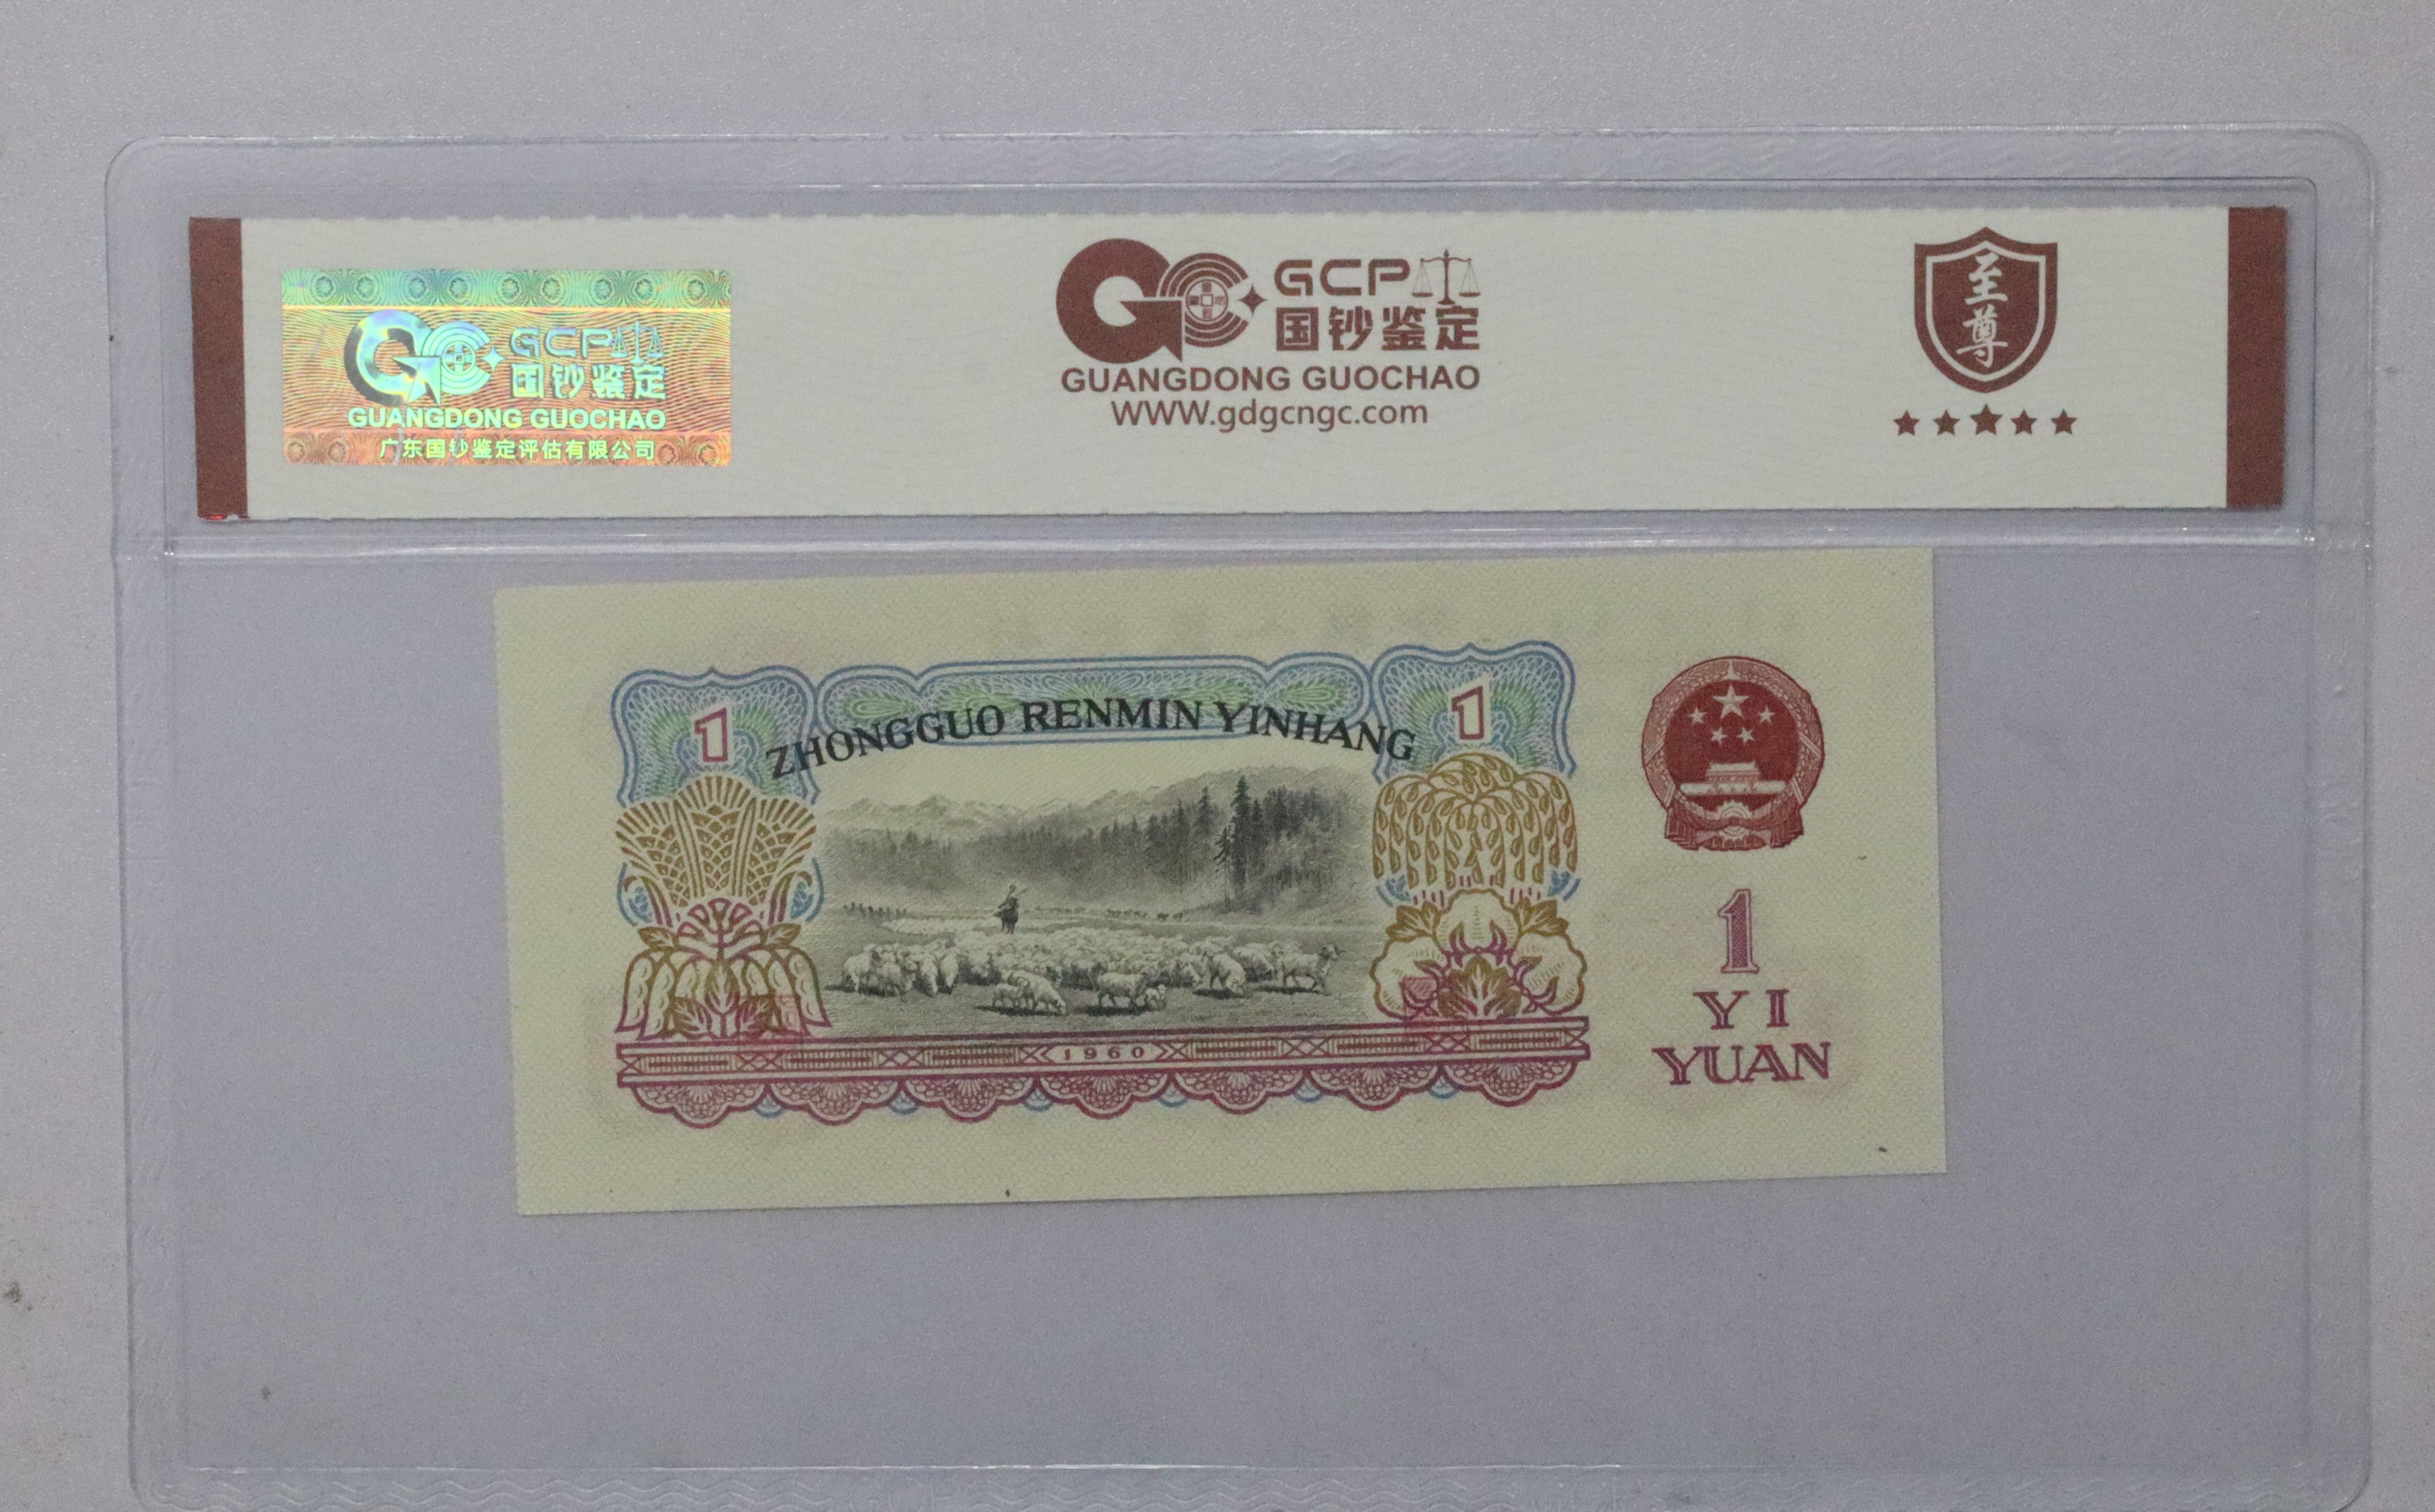 GCP
国钞鉴定
GUANGDONG GUOCHAO
广东国钞鉴定评估有限公司
GCP
国钞鉴定
GUANGDONG GUOCHAO
WWW.gdgcngc.com
至尊
1
ZHONGGUO RENMIN YINHANG
1
1960
1
YI
YUAN